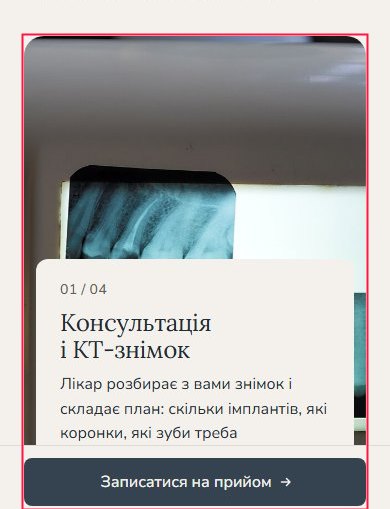 01 / 04
Консультація
і КТ-знімок
Лікар розбирає з вами знімок і
складає план: скільки імплантів, які
коронки, які зуби треба
Записатися на прийом →